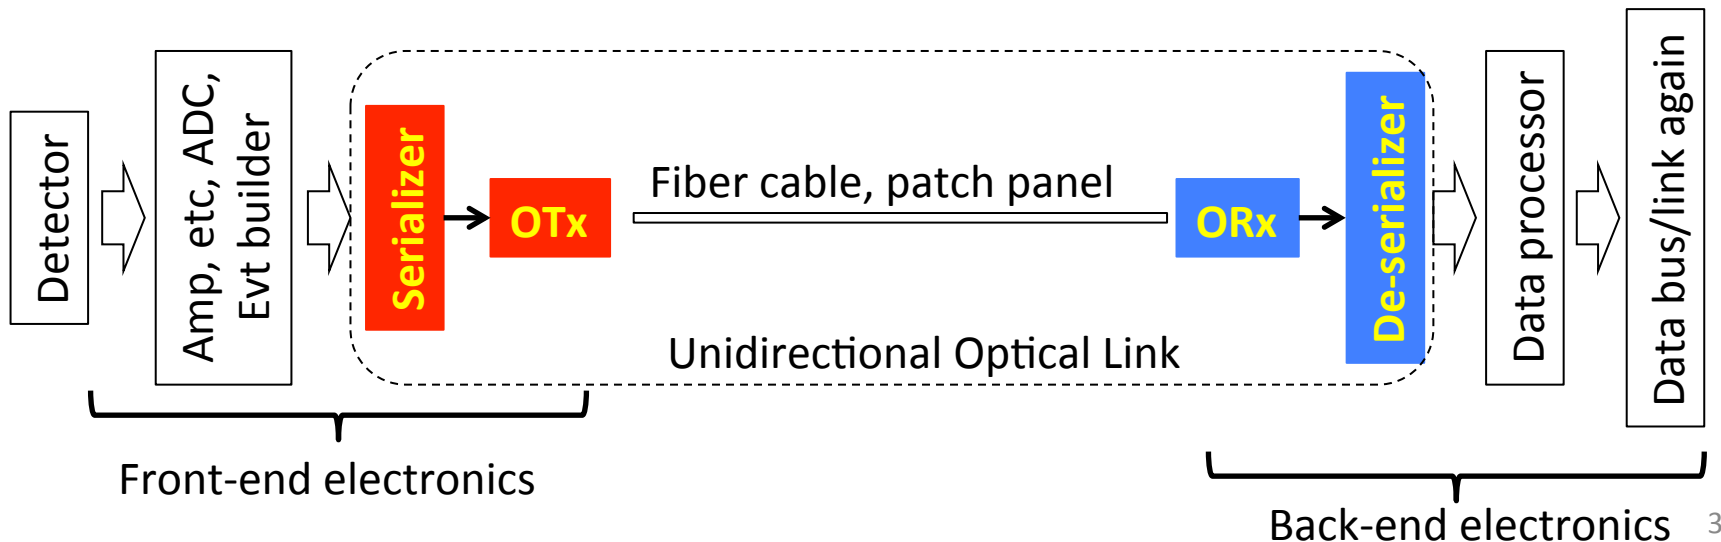 Detector
Amp, etc, ADC,
Evt builder
Serializer
OTx
Fiber cable, patch panel
ORx
De-serializer
Unidirectional Optical Link
Data processor
Data bus/link again
Front-end electronics
Back-end electronics
3